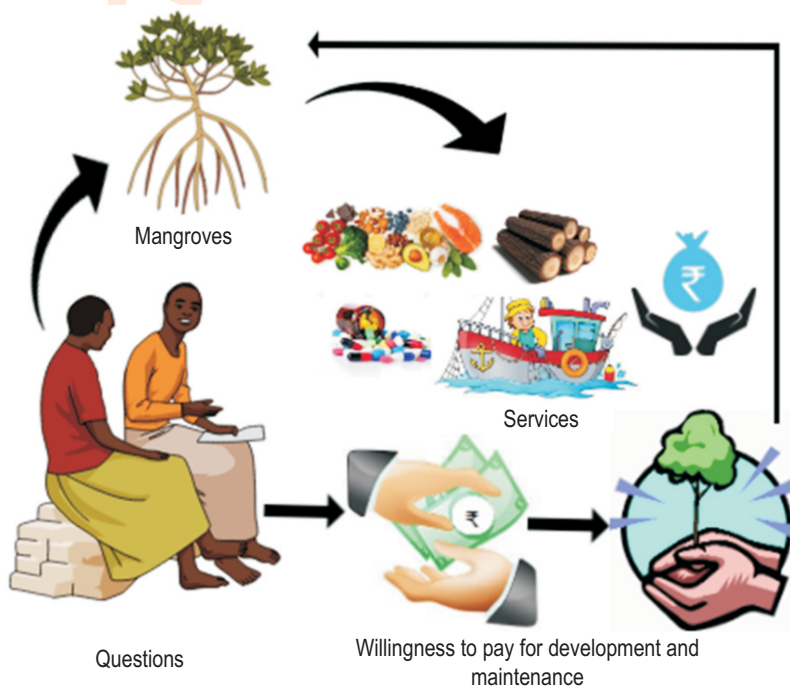 Mangroves
₹
Services
₹
Questions
Willingness to pay for development and
maintenance